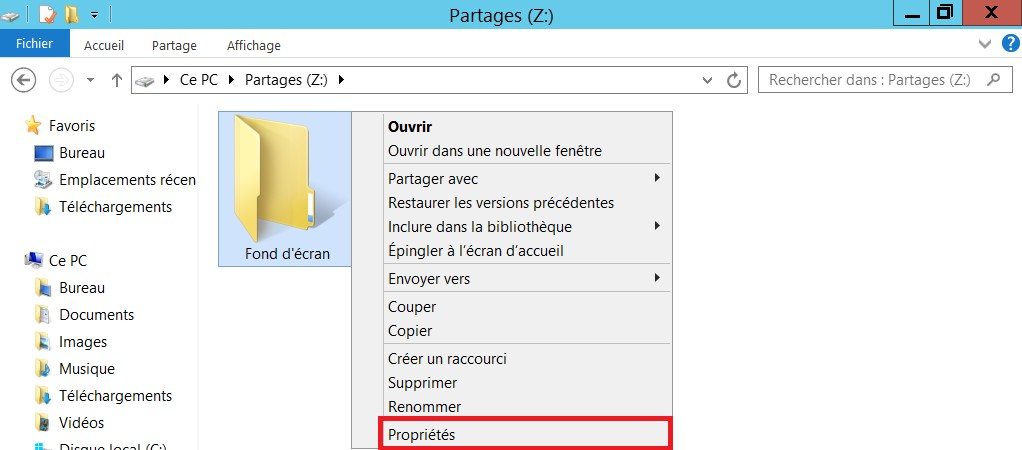 Partages (Z:)
Fichier Accueil Partage Affichage
Ce PC Partages (Z:) Rechercher dans : Partages (Z:)
Favoris
Bureau
Emplacements récen
Téléchargements
Ce PC
Bureau
Documents
Images
Musique
Téléchargements
Vidéos
Disque local (C:)
Fond d'écran
Ouvrir
Ouvrir dans une nouvelle fenêtre
Partager avec
Restaurer les versions précédentes
Inclure dans la bibliothèque
Épingler à l’écran d’accueil
Envoyer vers
Couper
Copier
Créer un raccourci
Supprimer
Renommer
Propriétés